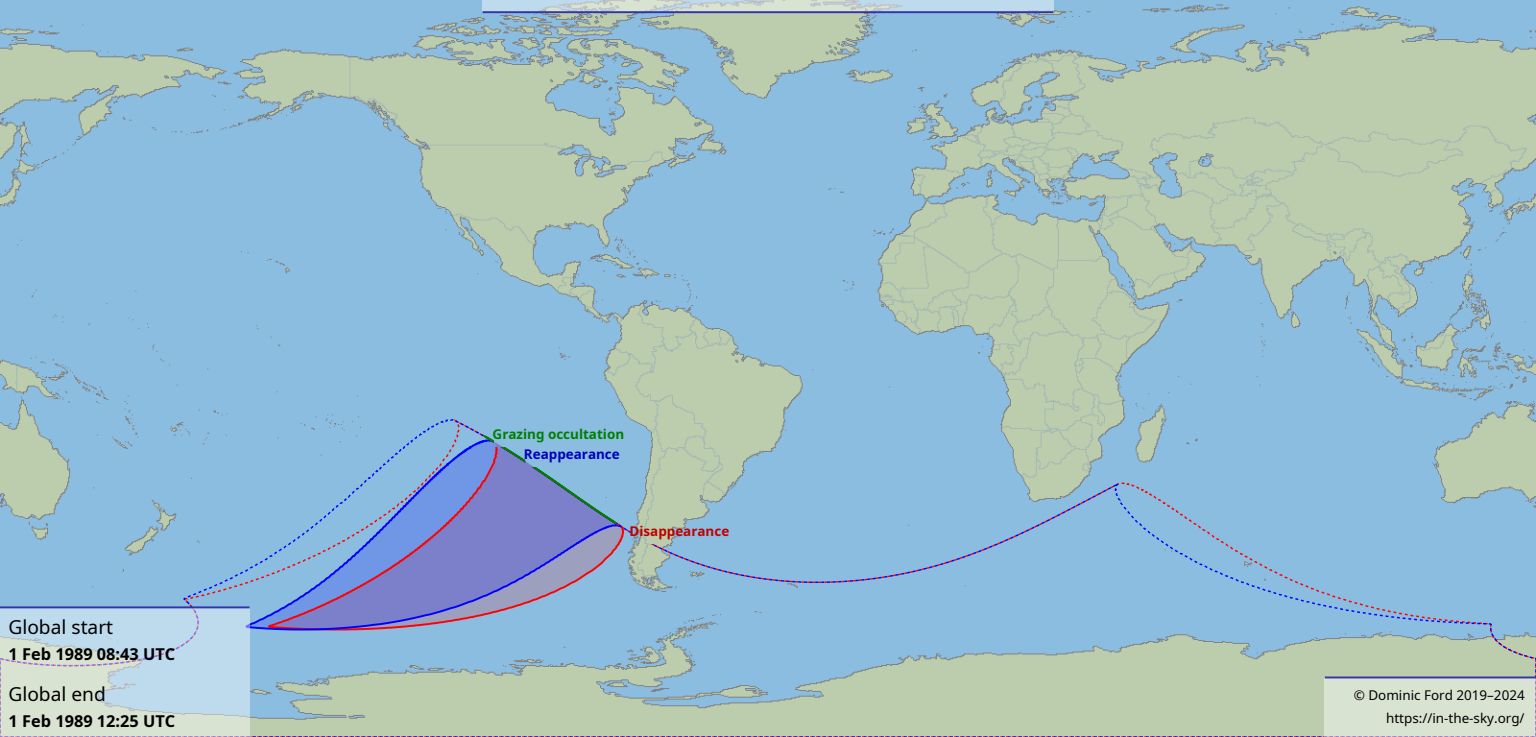 Grazing occultation
Reappearance
Disappearance
Global start
1 Feb 1989 08:43 UTC
Global end
1 Feb 1989 12:25 UTC
© Dominic Ford 2019–2024
https://in-the-sky.org/